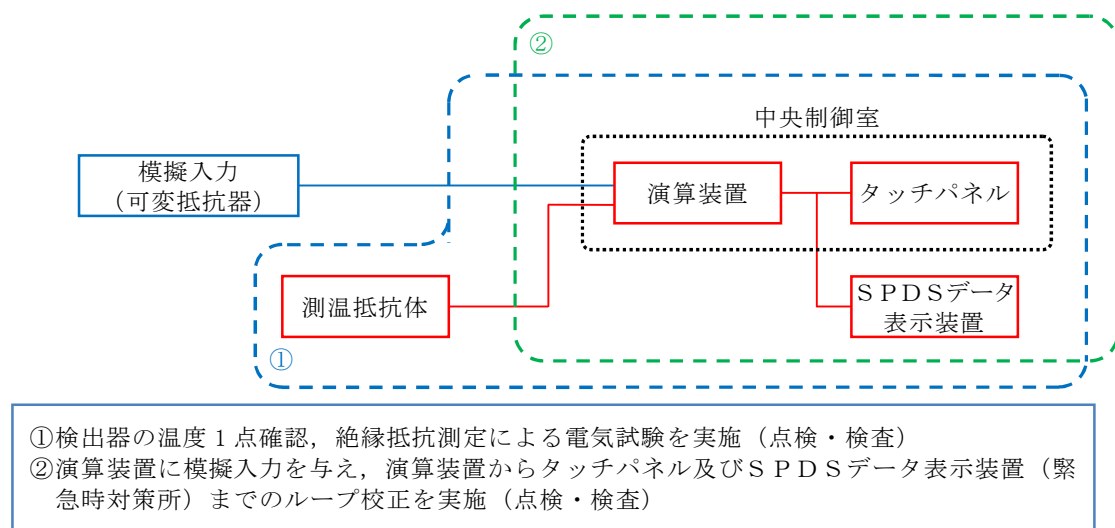 ②
中央制御室
模擬入力
（可変抵抗器）
演算装置
タッチパネル
測温抵抗体
ＳＰＤＳデータ
表示装置
①
①検出器の温度１点確認，絶縁抵抗測定による電気試験を実施（点検・検査）
②演算装置に模擬入力を与え，演算装置からタッチパネル及びＳＰＤＳデータ表示装置（緊
急時対策所）までのループ校正を実施（点検・検査）